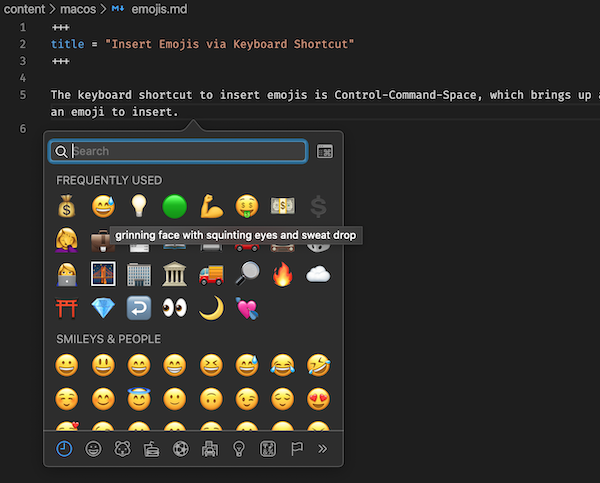 content > macos > emojis.md
1 +++
2 title = "Insert Emojis via Keyboard Shortcut"
3 +++
4
5 The keyboard shortcut to insert emojis is Control-Command-Space, which brings up a
an emoji to insert.
6
Search
FREQUENTLY USED
grinning face with squinting eyes and sweat drop
SMILEYS & PEOPLE